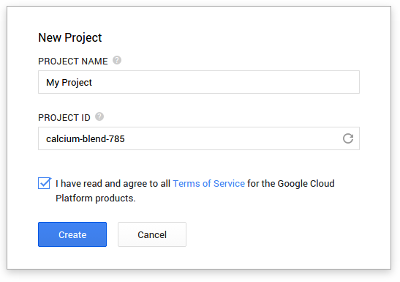 New Project
PROJECT NAME ?
My Project
PROJECT ID ?
calcium-blend-785
I have read and agree to all Terms of Service for the Google Cloud
Platform products.
Create Cancel